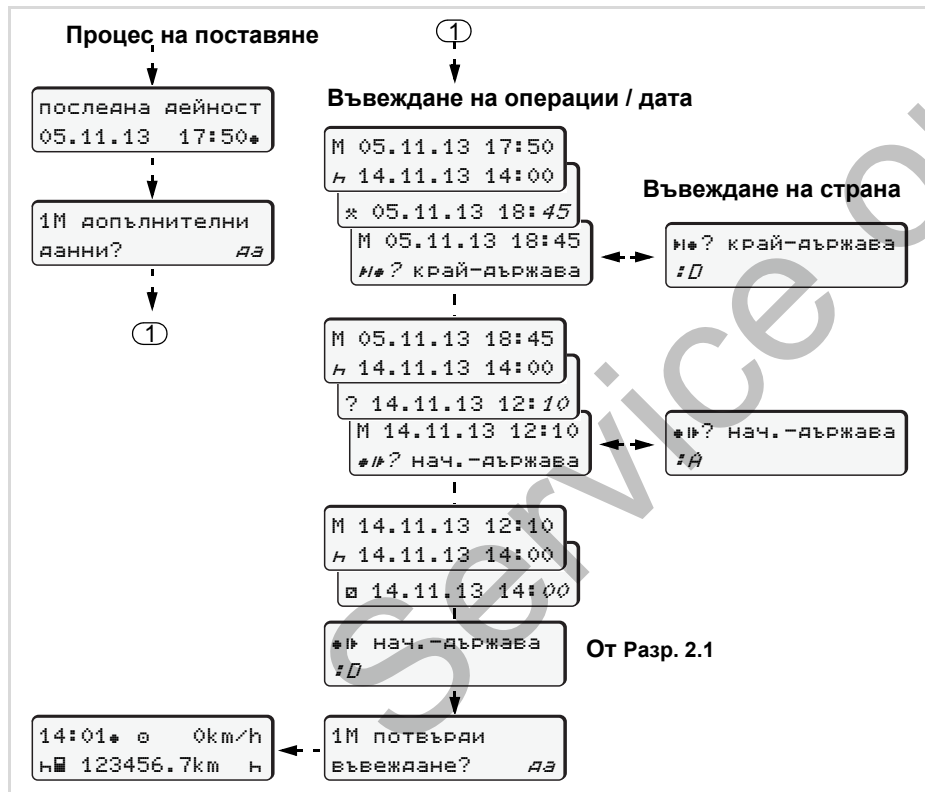 Процес на поставяне
последна дейност
05.11.13 17:50
1М допълнителни
данни? да
1
1
Въвеждане на операции / дата
М 05.11.13 17:50
14.11.13 14:00
05.11.13 18:45
М 05.11.13 18:45
? край-държава
Въвеждане на страна
? край-държава
:D
М 05.11.13 18:45
14.11.13 14:00
? 14.11.13 12:10
М 14.11.13 12:10
? нач.-държава
? нач.-държава
:A
М 14.11.13 12:10
14.11.13 14:00
14.11.13 14:00
нач.-държава
:D
От Разр. 2.1
1М потвърди
въвеждане? да
14:01 0km/h
123456.7km
Service o